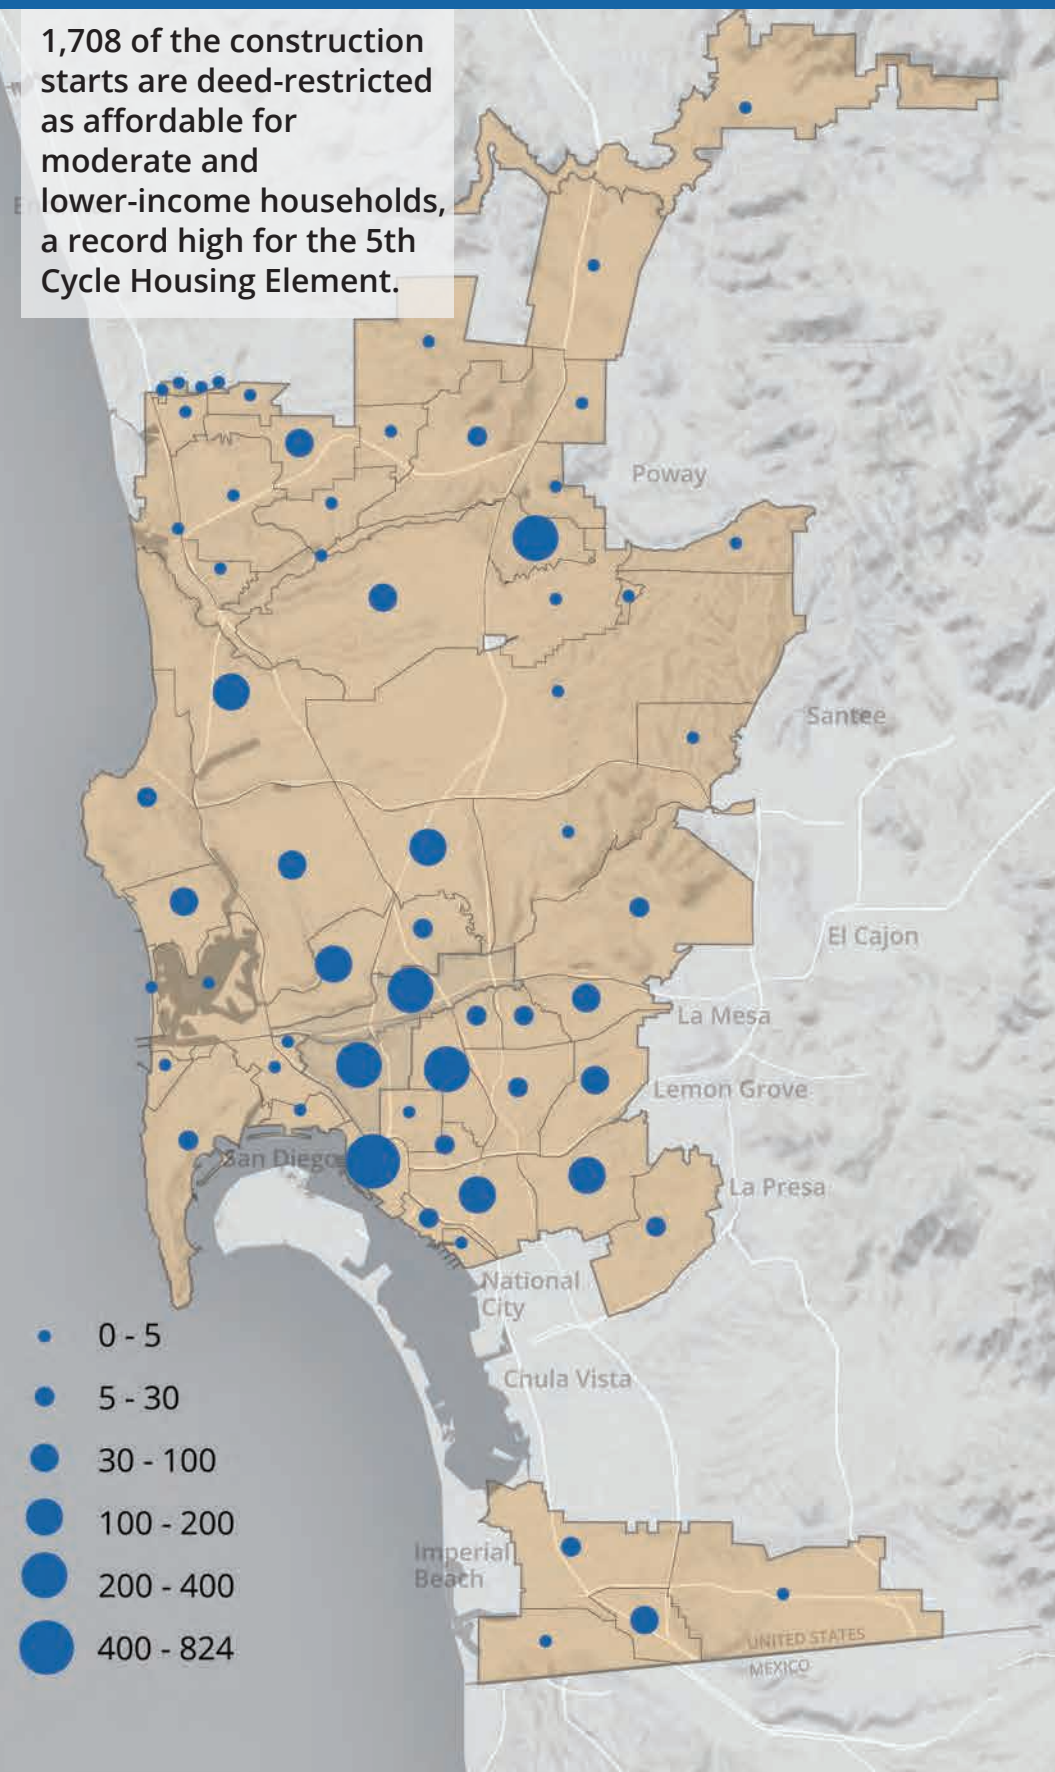 1,708 of the construction
starts are deed-restricted
as affordable for
moderate and
lower-income households,
a record high for the 5th
Cycle Housing Element.
Poway
Santee
El Cajon
La Mesa
Lemon Grove
San Diego
La Presa
National
City
Chula Vista
0 - 5
5 - 30
30 - 100
100 - 200
200 - 400
400 - 824
Imperial
Beach
UNITED STATES
MEXICO